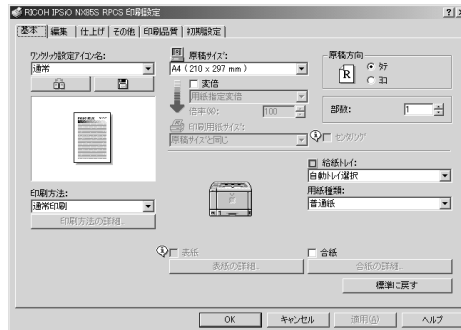 RICOH IPSiO NX85S RPCS 印刷設定
基本 編集 仕上げ その他 印刷品質 初期設定
ワンクリック設定アイコン名:
通常
原稿サイズ:
A4 (210 x 297 mm)
変倍
用紙指定変倍
倍率(%): 100
印刷用紙サイズ:
原稿サイズと同じ
原稿方向
R
タテ
ヨコ
部数: 1
センタリング
印刷方法:
通常印刷
印刷方法の詳細...
給紙トレイ:
自動トレイ選択
用紙種類:
普通紙
表紙
表紙の詳細...
合紙
合紙の詳細...
標準に戻す
OK キャンセル 適用(A) ヘルプ